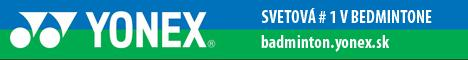 YONEX®
SVETOVÁ # 1 V BEDMINTONE
badminton.yonex.sk